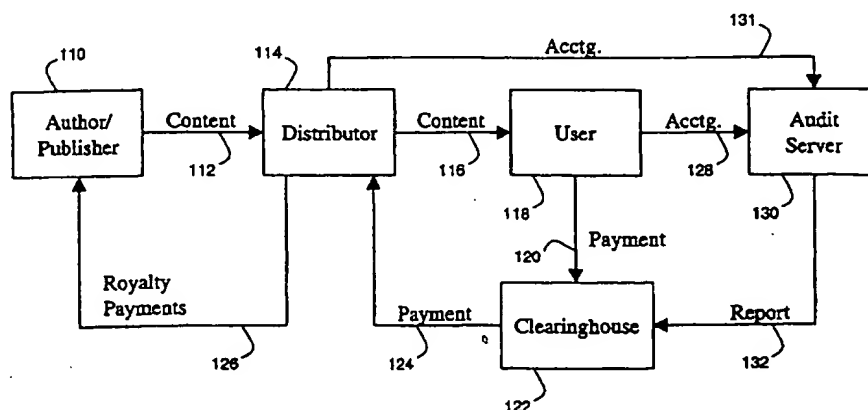 110
114
Acctg.
131
Author/
Publisher
Content
112
Distributor
Content
116
User
118
Acctg.
128
Audit
Server
130
120
Payment
Royalty
Payments
126
Payment
124
Clearinghouse
122
Report
132